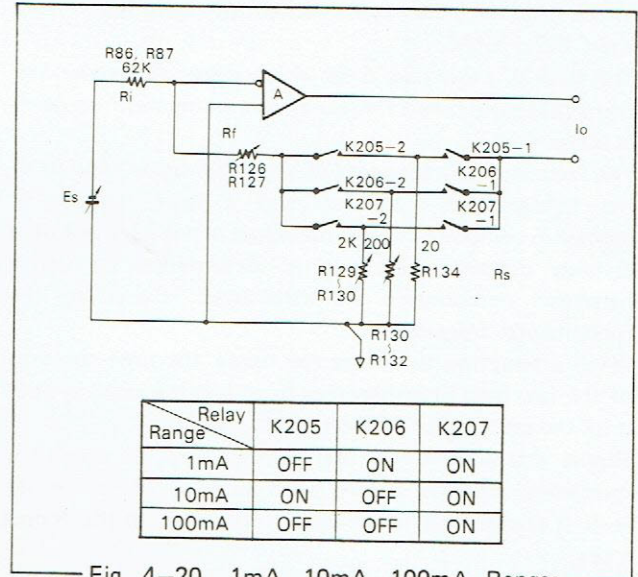 R86, R87
62K
Ri
A
Io
Rf
R126
R127
K205-2
K205-1
K206-2
K206
-1
K207
-2
K207
-1
Es
2K 200 20
R129
~
R130
R134
Rs
R130
~
R132
Relay
Range
K205 K206 K207
1mA OFF ON ON
10mA ON OFF ON
100mA OFF OFF ON
Fig. 4-20 1mA, 10mA, 100mA Range